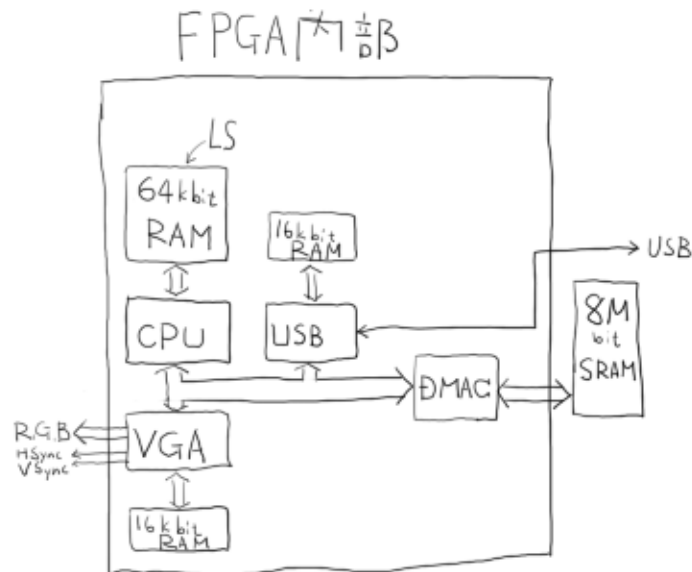 FPGA内部
LS
64kbit
RAM
16kbit
RAM
USB
CPU
USB
8M
bit
SRAM
DMAC
R.G.B
HSync
VSync
VGA
16kbit
RAM